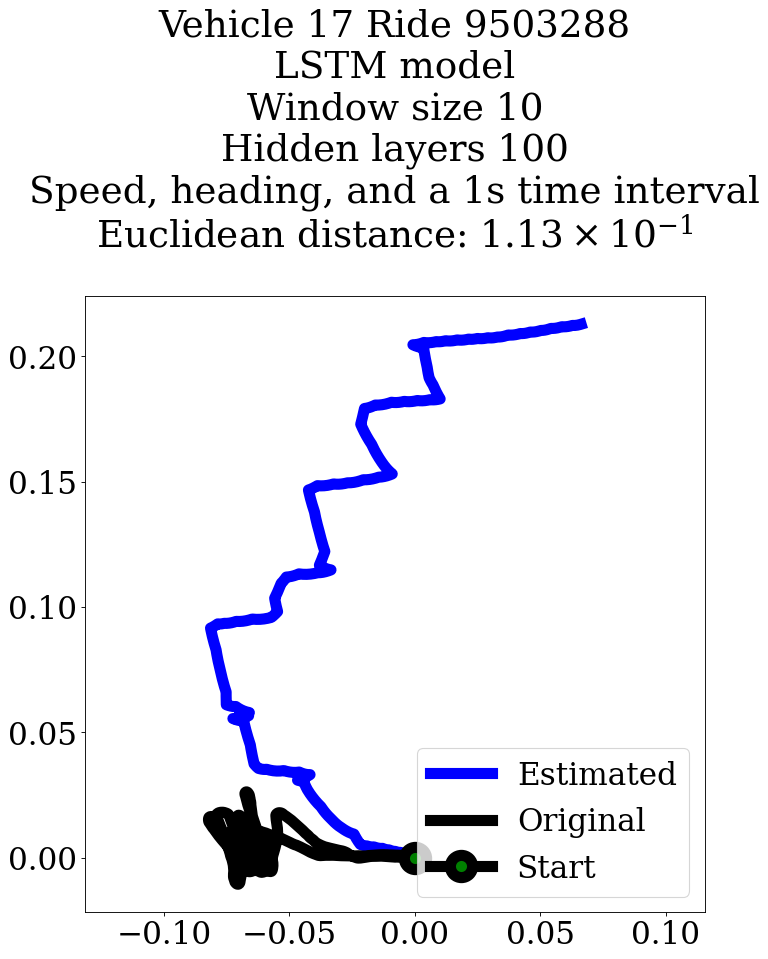 Vehicle 17 Ride 9503288
LSTM model
Window size 10
Hidden layers 100
Speed, heading, and a 1s time interval
Euclidean distance: 1.13 × 10⁻¹
0.20
0.15
0.10
0.05
0.00
−0.10 −0.05 0.00 0.05 0.10
Estimated
Original
Start